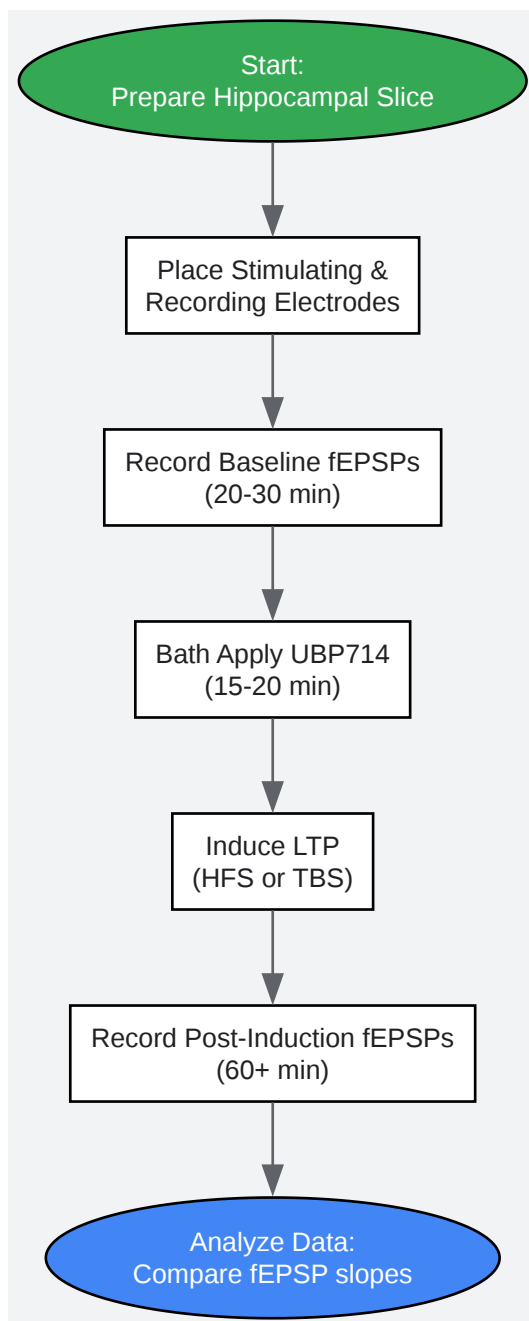 Start:
Prepare Hippocampal Slice
Place Stimulating &
Recording Electrodes
Record Baseline fEPSPs
(20-30 min)
Bath Apply UBP714
(15-20 min)
Induce LTP
(HFS or TBS)
Record Post-Induction fEPSPs
(60+ min)
Analyze Data:
Compare fEPSP slopes